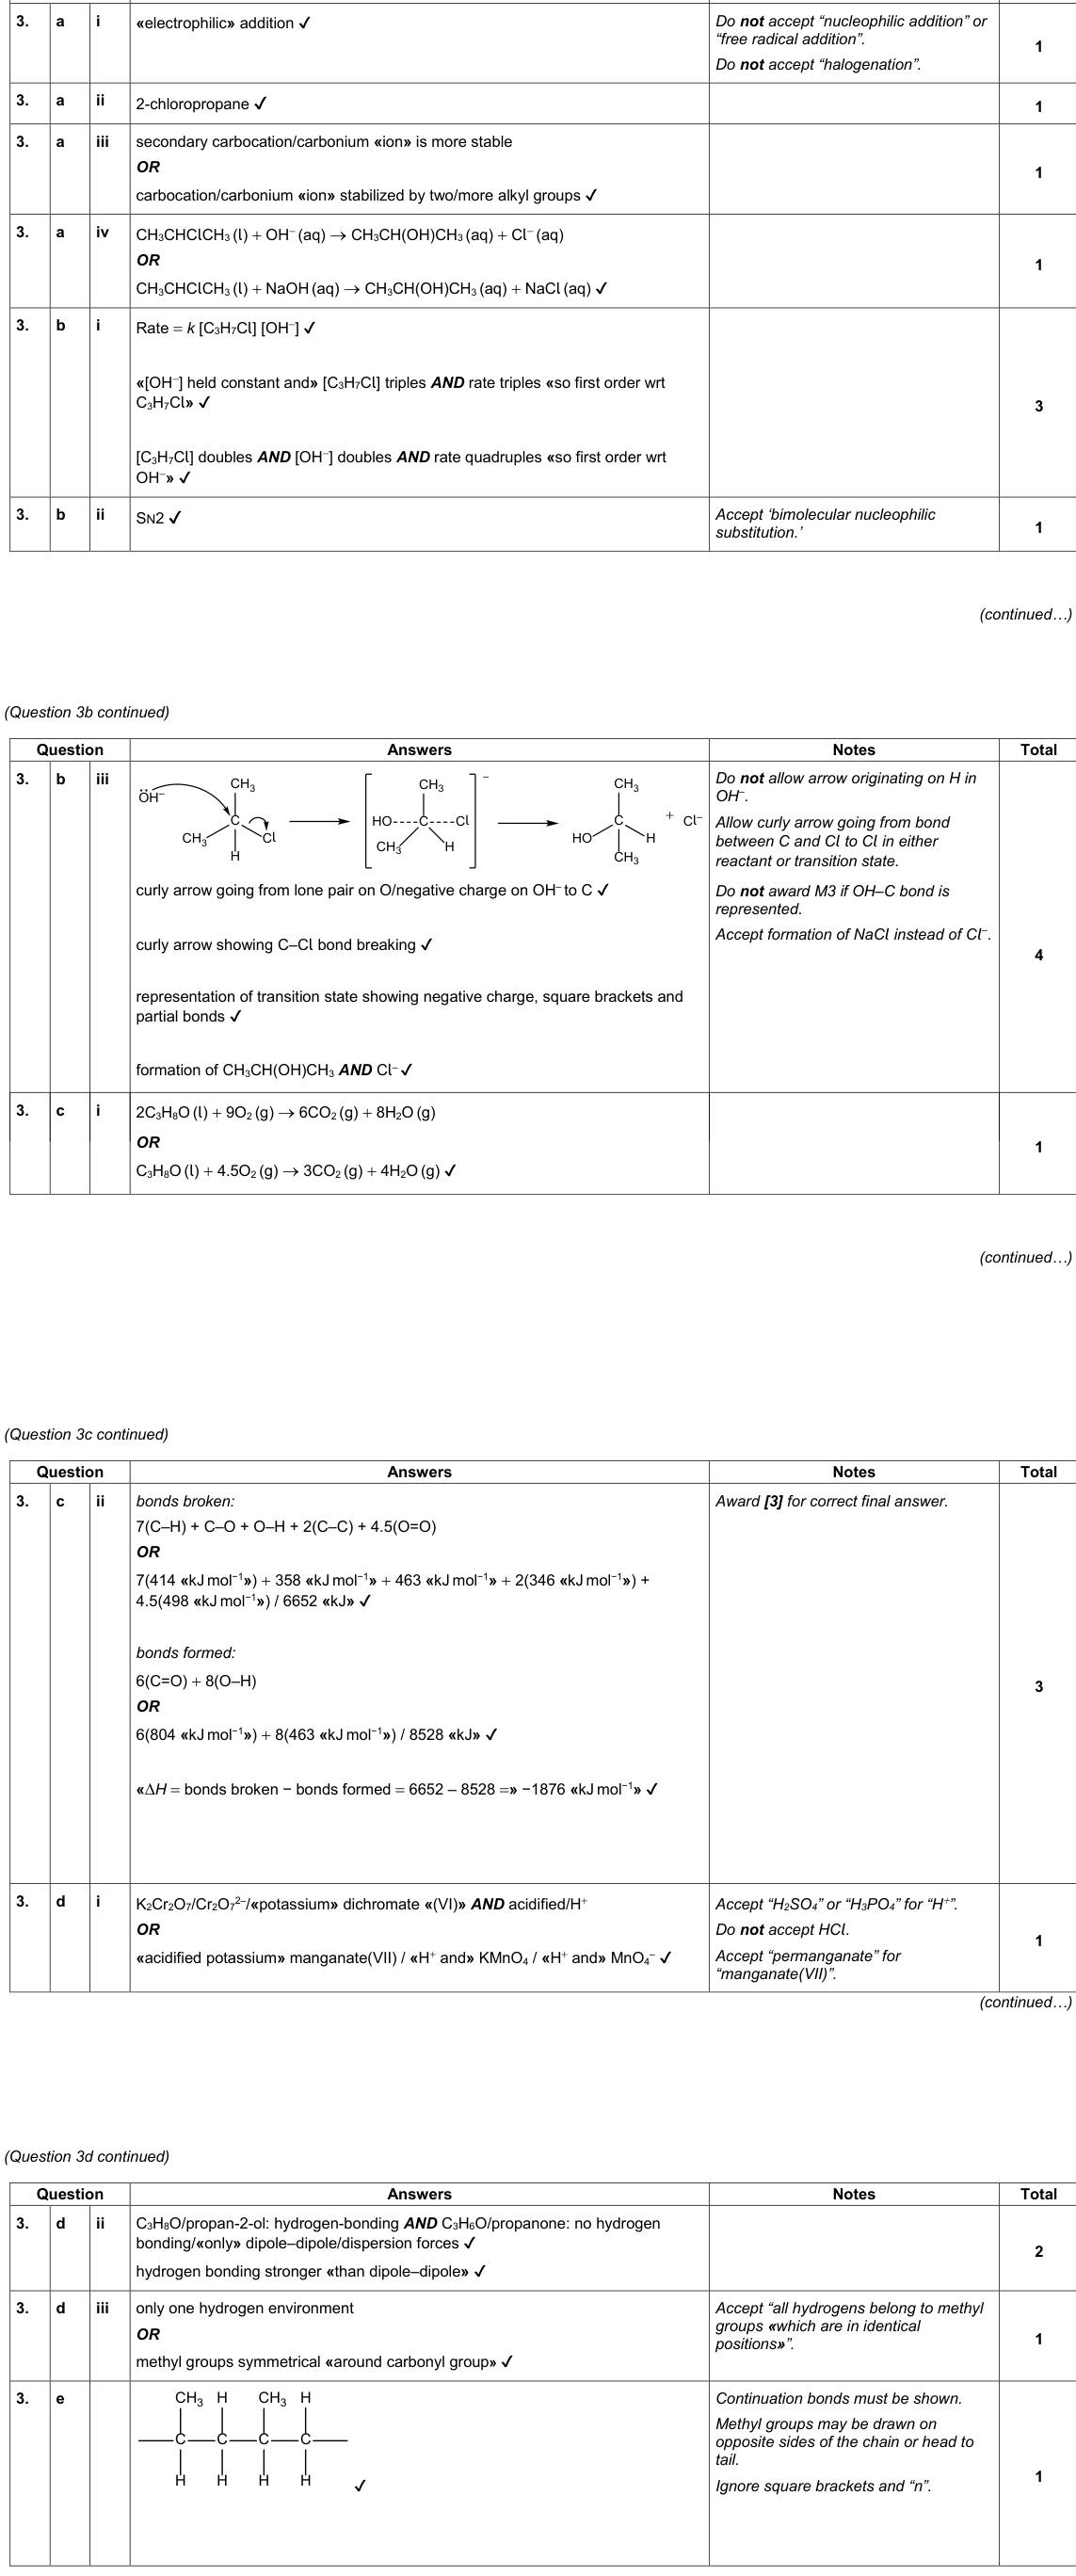 3. a i «electrophilic» addition ✓ Do not accept “nucleophilic addition” or
“free radical addition”.
Do not accept “halogenation”.
1
3. a ii 2-chloropropane ✓ 1
3. a iii secondary carbocation/carbonium «ion» is more stable
OR
carbocation/carbonium «ion» stabilized by two/more alkyl groups ✓
1
3. a iv CH₃CHClCH₃ (l) + OH⁻ (aq) → CH₃CH(OH)CH₃ (aq) + Cl⁻ (aq)
OR
CH₃CHClCH₃ (l) + NaOH (aq) → CH₃CH(OH)CH₃ (aq) + NaCl (aq) ✓
1
3. b i Rate = k [C₃H₇Cl] [OH⁻] ✓
«[OH⁻] held constant and» [C₃H₇Cl] triples AND rate triples «so first order wrt
C₃H₇Cl» ✓
3
[C₃H₇Cl] doubles AND [OH⁻] doubles AND rate quadruples «so first order wrt
OH⁻» ✓
3. b ii SN2 ✓ Accept ‘bimolecular nucleophilic
substitution.’
1
(continued…)
(Question 3b continued)
Question Answers Notes Total
3. b iii
ÖH⁻ CH₃ C CH₃ Cl H
CH₃ HO----C----Cl CH₃ H ⁻
CH₃ HO C H CH₃ + Cl⁻
curly arrow going from lone pair on O/negative charge on OH⁻ to C ✓
curly arrow showing C–Cl bond breaking ✓
representation of transition state showing negative charge, square brackets and
partial bonds ✓
formation of CH₃CH(OH)CH₃ AND Cl⁻ ✓
Do not allow arrow originating on H in
OH⁻.
Allow curly arrow going from bond
between C and Cl to Cl in either
reactant or transition state.
Do not award M3 if OH–C bond is
represented.
Accept formation of NaCl instead of Cl⁻.
4
3. c i 2C₃H₈O (l) + 9O₂ (g) → 6CO₂ (g) + 8H₂O (g)
OR
C₃H₈O (l) + 4.5O₂ (g) → 3CO₂ (g) + 4H₂O (g) ✓
1
(continued…)
(Question 3c continued)
Question Answers Notes Total
3. c ii bonds broken: Award [3] for correct final answer.
7(C–H) + C–O + O–H + 2(C–C) + 4.5(O=O)
OR
7(414 «kJ mol⁻¹») + 358 «kJ mol⁻¹» + 463 «kJ mol⁻¹» + 2(346 «kJ mol⁻¹») +
4.5(498 «kJ mol⁻¹») / 6652 «kJ» ✓
bonds formed:
6(C=O) + 8(O–H)
3
OR
6(804 «kJ mol⁻¹») + 8(463 «kJ mol⁻¹») / 8528 «kJ» ✓
«ΔH = bonds broken − bonds formed = 6652 – 8528 =» −1876 «kJ mol⁻¹» ✓
3. d i K₂Cr₂O₇/Cr₂O₇²⁻/«potassium» dichromate «(VI)» AND acidified/H⁺
OR
«acidified potassium» manganate(VII) / «H⁺ and» KMnO₄ / «H⁺ and» MnO₄⁻ ✓
Accept “H₂SO₄” or “H₃PO₄” for “H⁺”.
Do not accept HCl.
Accept “permanganate” for
“manganate(VII)”.
1
(continued…)
(Question 3d continued)
Question Answers Notes Total
3. d ii C₃H₈O/propan-2-ol: hydrogen-bonding AND C₃H₆O/propanone: no hydrogen
bonding/«only» dipole–dipole/dispersion forces ✓
hydrogen bonding stronger «than dipole–dipole» ✓
2
3. d iii only one hydrogen environment
OR
methyl groups symmetrical «around carbonyl group» ✓
Accept “all hydrogens belong to methyl
groups «which are in identical
positions»”.
1
3. e
CH₃ H CH₃ H
C C C C
H H H H
✓
Continuation bonds must be shown.
Methyl groups may be drawn on
opposite sides of the chain or head to
tail.
Ignore square brackets and “n”.
1